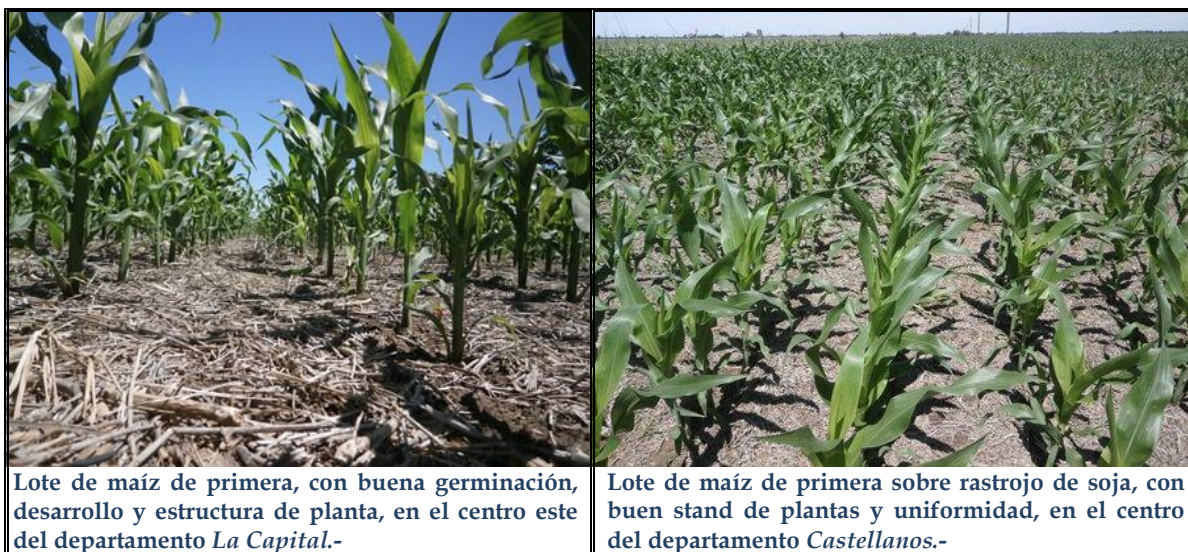 Lote de maíz de primera, con buena germinación,
desarrollo y estructura de planta, en el centro este
del departamento La Capital.-
Lote de maíz de primera sobre rastrojo de soja, con
buen stand de plantas y uniformidad, en el centro
del departamento Castellanos.-